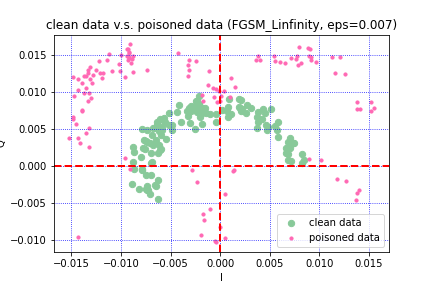 clean data v.s. poisoned data (FGSM_Linfinity, eps=0.007)
0.015
0.010
0.005
0.000
−0.005
−0.010
clean data
poisoned data
−0.015 −0.010 −0.005 0.000 0.005 0.010 0.015